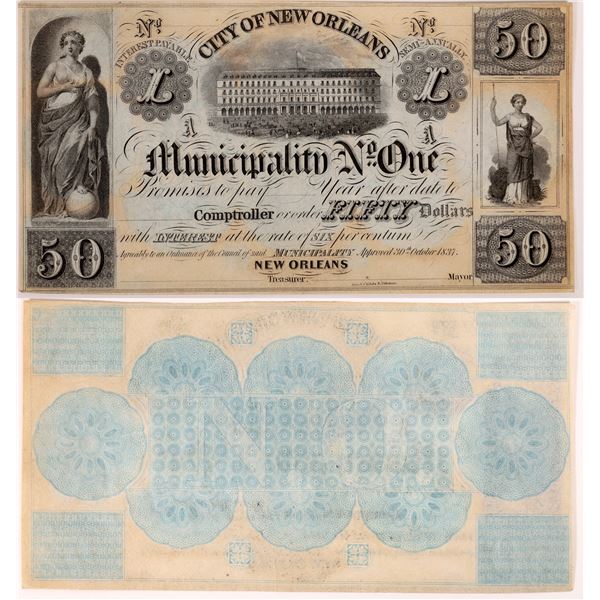 Nº CITY OF NEW ORLEANS Nº
INTEREST PAYABLE SEMI-ANNUALLY
50
L L
A A
Municipality Nº. One
Promises to pay Year after date to
Comptroller or order FIFTY Dollars
with INTEREST at the rate of SIX per centum
Agreeably to an Ordinance of the Council of said MUNICIPALITY Approved 30th October 1837.
50 NEW ORLEANS 50
Treasurer Mayor